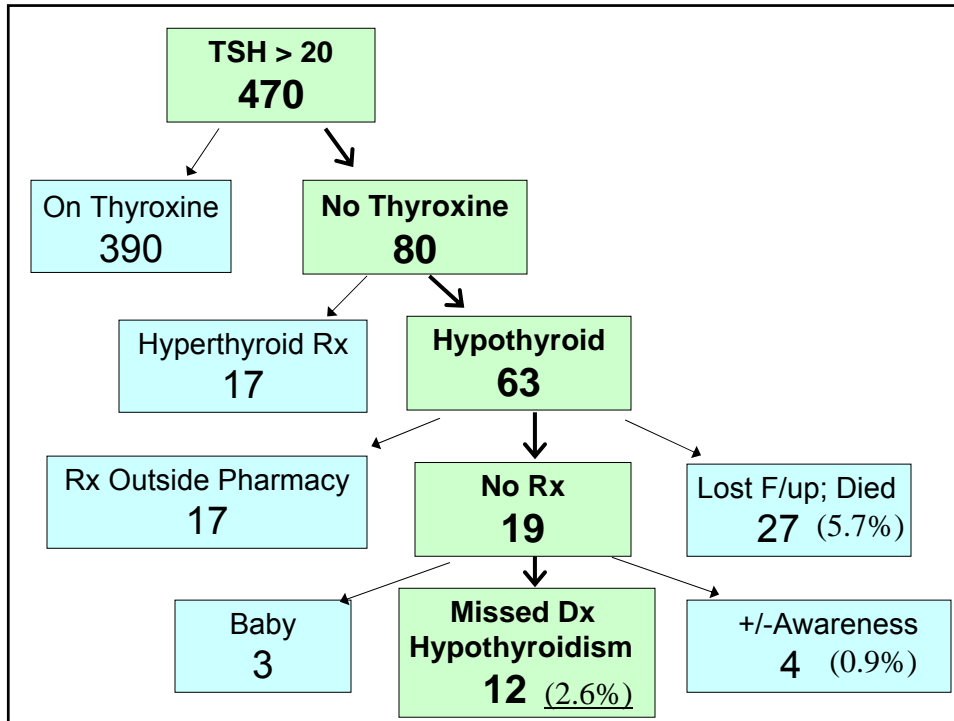 TSH > 20
470
On Thyroxine
390
No Thyroxine
80
Hyperthyroid Rx
17
Hypothyroid
63
Rx Outside Pharmacy
17
No Rx
19
Lost F/up; Died
27 (5.7%)
Baby
3
Missed Dx
Hypothyroidism
12 (2.6%)
+/-Awareness
4 (0.9%)